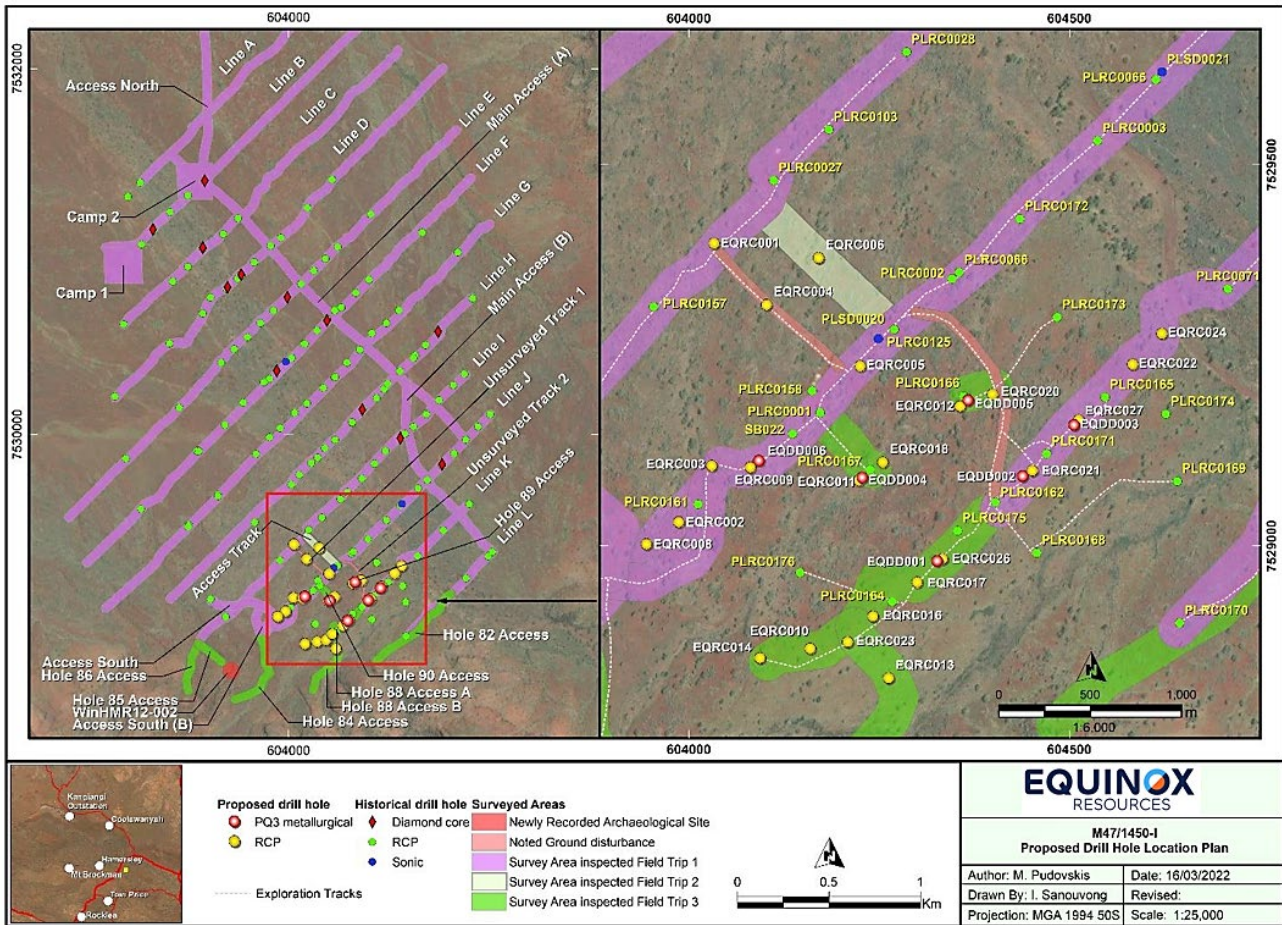 604000
604000
604500
7532000
7530000
7529500
7529000
Line A
Line B
Line C
Line D
Line E
Line F
Line G
Line H
Line I
Line J
Line K
Line L
Access North
Main Access (A)
Main Access (B)
Unsurveyed Track 1
Unsurveyed Track 2
Hole 89 Access
Camp 2
Camp 1
Access Track
Access South
Hole 86 Access
Hole 85 Access
WinHMR12-002
Access South (B)
Hole 84 Access
Hole 88 Access B
Hole 88 Access A
Hole 90 Access
Hole 82 Access
604000
PLRC0028
PLSD0021
PLRC0065
PLRC0103
PLRC0003
PLRC0027
PLRC0172
EQRC001
EQRC006
PLRC0002
PLRC0066
PLRC0071
PLRC0157
EQRC004
PLRC0173
PLSD0020
PLRC0125
EQRC024
EQRC005
EQRC022
PLRC0158
PLRC0166
EQRC020
PLRC0165
PLRC0001
EQRC012
EQDD005
PLRC0174
SB022
EQRC027
EQDD003
EQDD006
EQRC018
PLRC0171
EQRC003
PLRC0167
EQRC009
EQRC011
EQDD004
EQDD002
EQRC021
PLRC0169
PLRC0161
PLRC0162
EQRC002
PLRC0175
EQRC008
PLRC0168
PLRC0176
EQDD001
EQRC026
EQRC017
PLRC0164
EQRC016
PLRC0170
EQRC010
EQRC014
EQRC023
EQRC013
N
0 500 1,000
m
1:6,000
604000
604500
Kanpiangi
Outstation
Coolawanyah
Hamersley
Mt Brockman
Tom Price
Rocklea
Proposed drill hole
PQ3 metallurgical
RCP
Historical drill hole
Diamond core
RCP
Sonic
Exploration Tracks
Surveyed Areas
Newly Recorded Archaeological Site
Noted Ground disturbance
Survey Area inspected Field Trip 1
Survey Area inspected Field Trip 2
Survey Area inspected Field Trip 3
N
0 0.5 1
Km
EQUINOX
RESOURCES
M47/1450-I
Proposed Drill Hole Location Plan
Author: M. Pudovskis
Date: 16/03/2022
Drawn By: I. Sanouvong
Revised:
Projection: MGA 1994 50S
Scale: 1:25,000